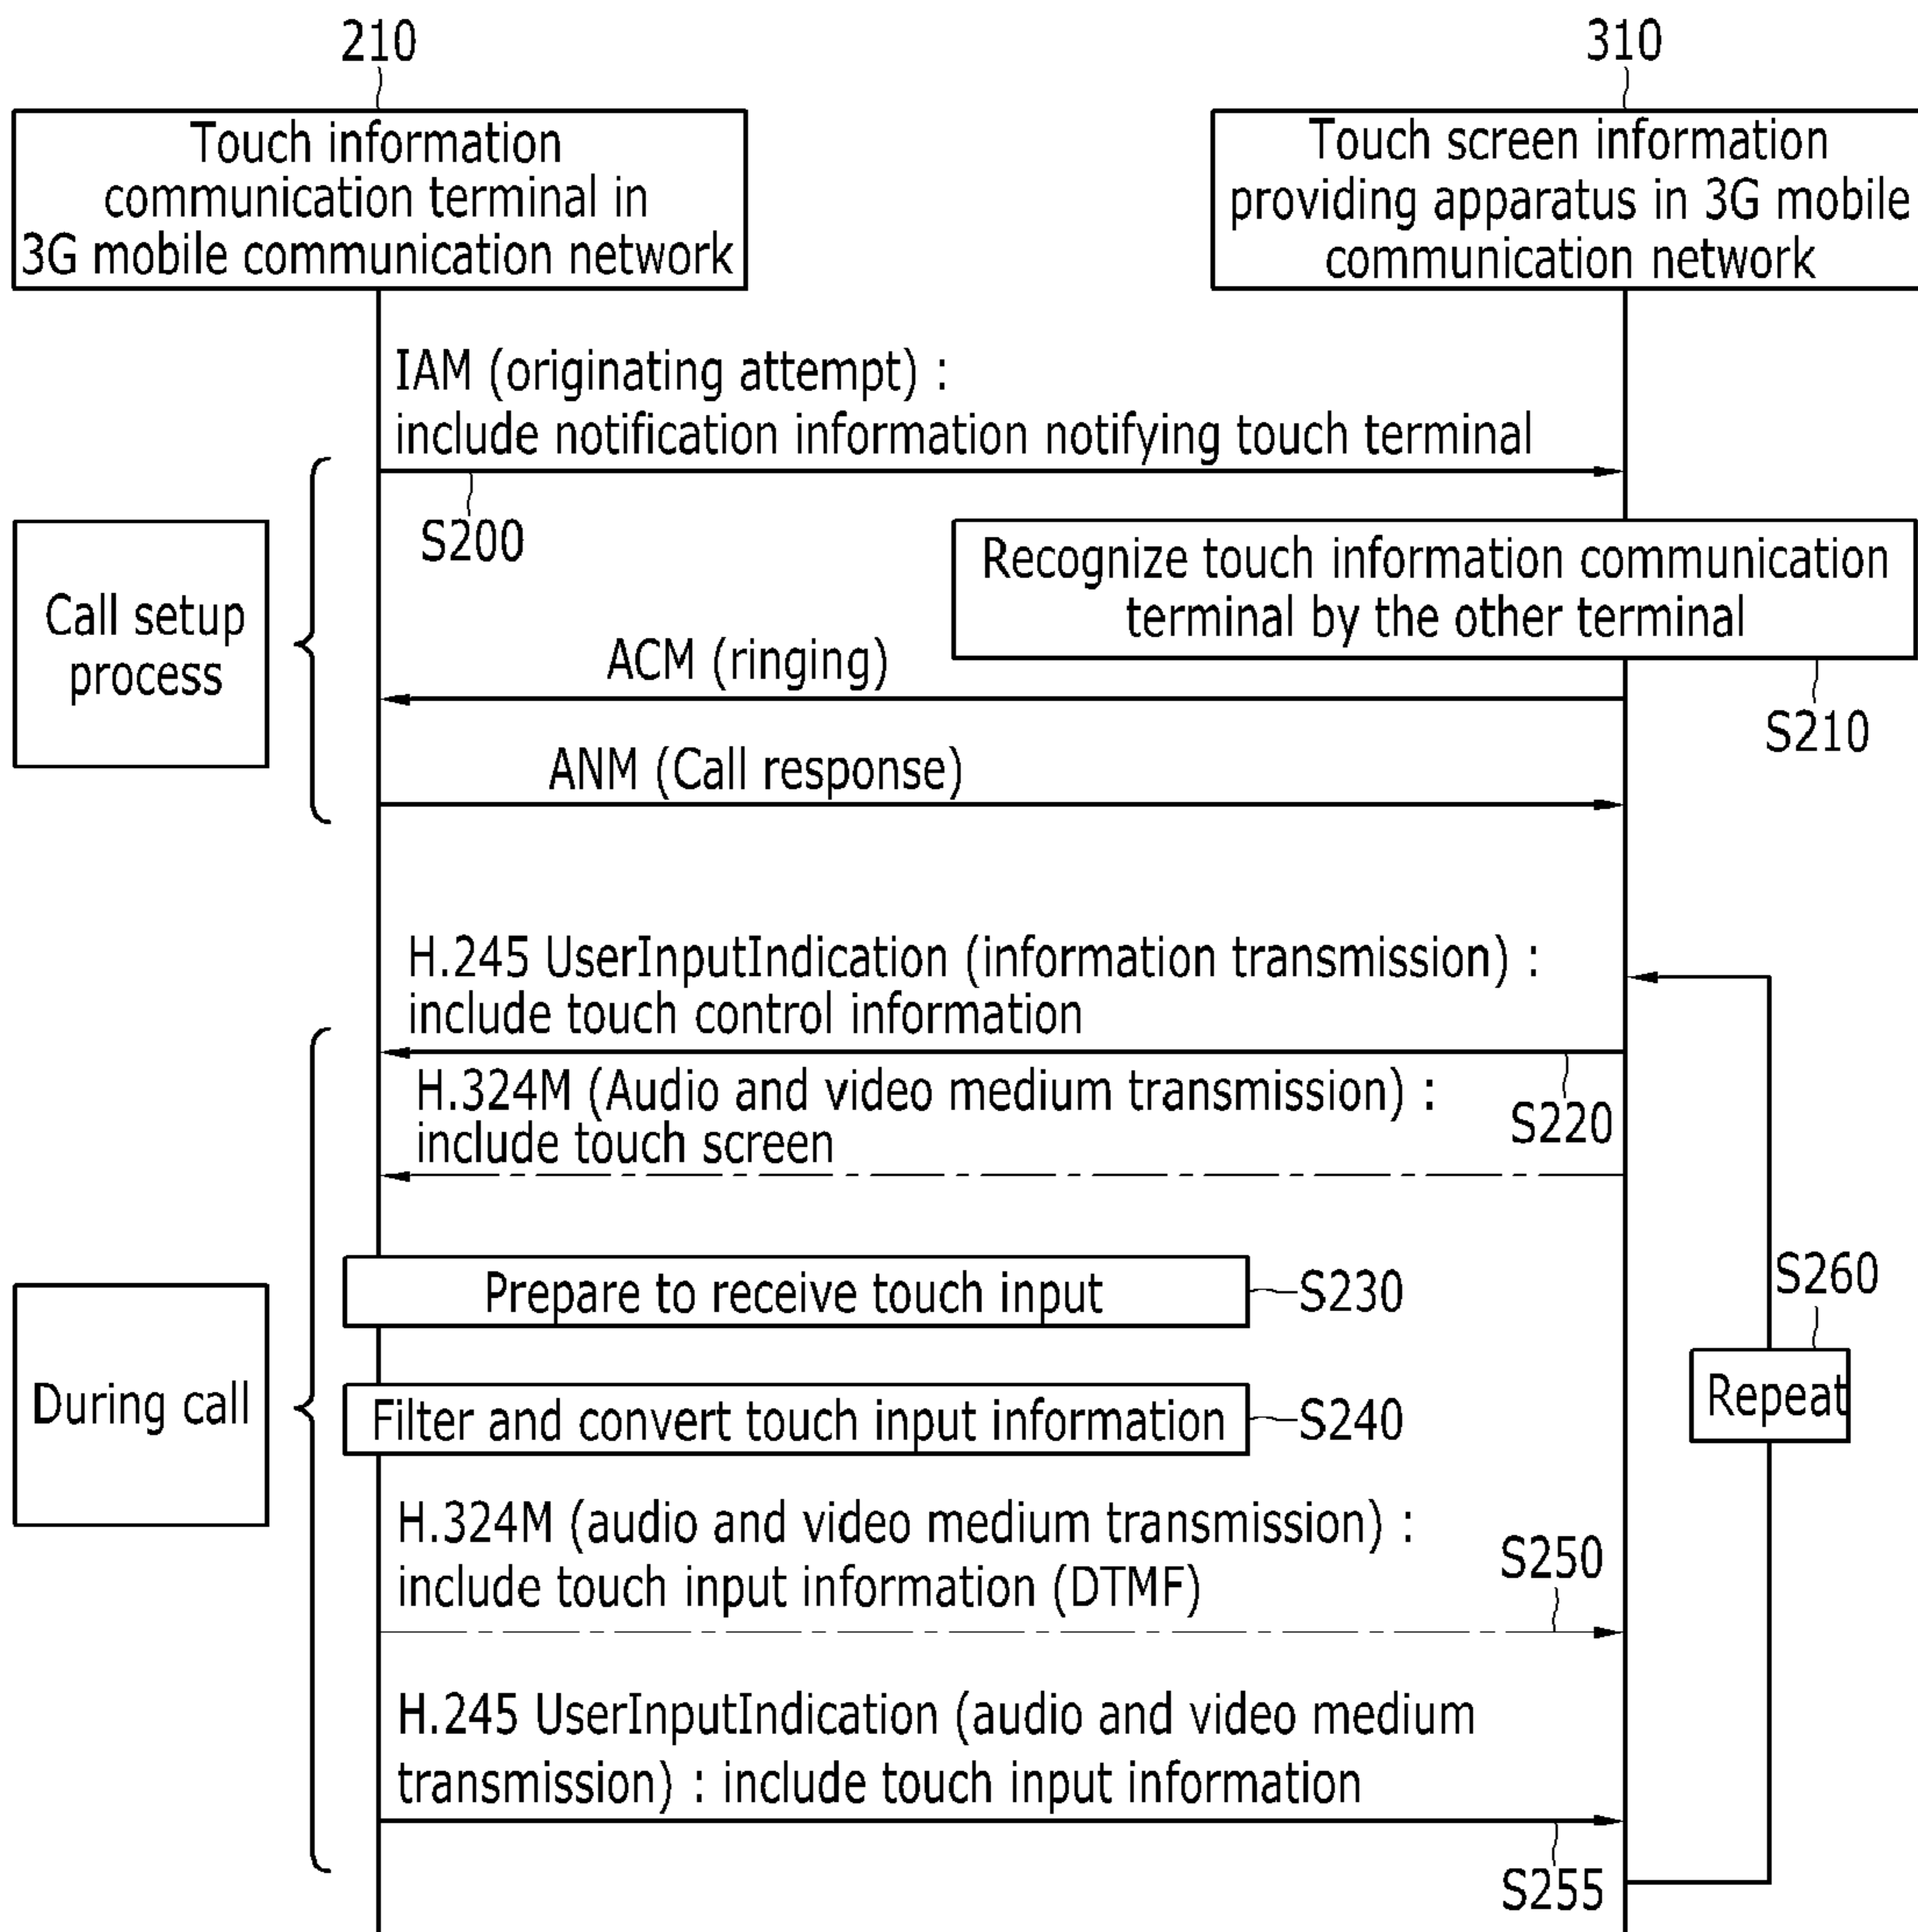 210
310
Touch information
communication terminal in
3G mobile communication network
Touch screen information
providing apparatus in 3G mobile
communication network
IAM (originating attempt) :
include notification information notifying touch terminal
S200
Recognize touch information communication
terminal by the other terminal
S210
Call setup
process
ACM (ringing)
ANM (Call response)
H.245 UserInputIndication (information transmission) :
include touch control information
S220
H.324M (Audio and video medium transmission) :
include touch screen
Prepare to receive touch input
S230
S260
During call
Filter and convert touch input information
S240
Repeat
H.324M (audio and video medium transmission) :
include touch input information (DTMF)
S250
H.245 UserInputIndication (audio and video medium
transmission) : include touch input information
S255